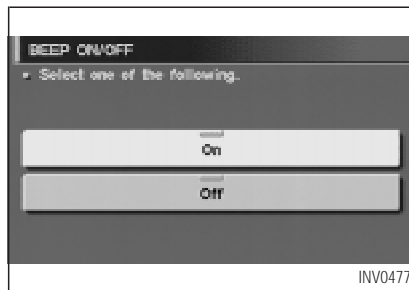 BEEP ON/OFF
Select one of the following.
On
Off
INV0477